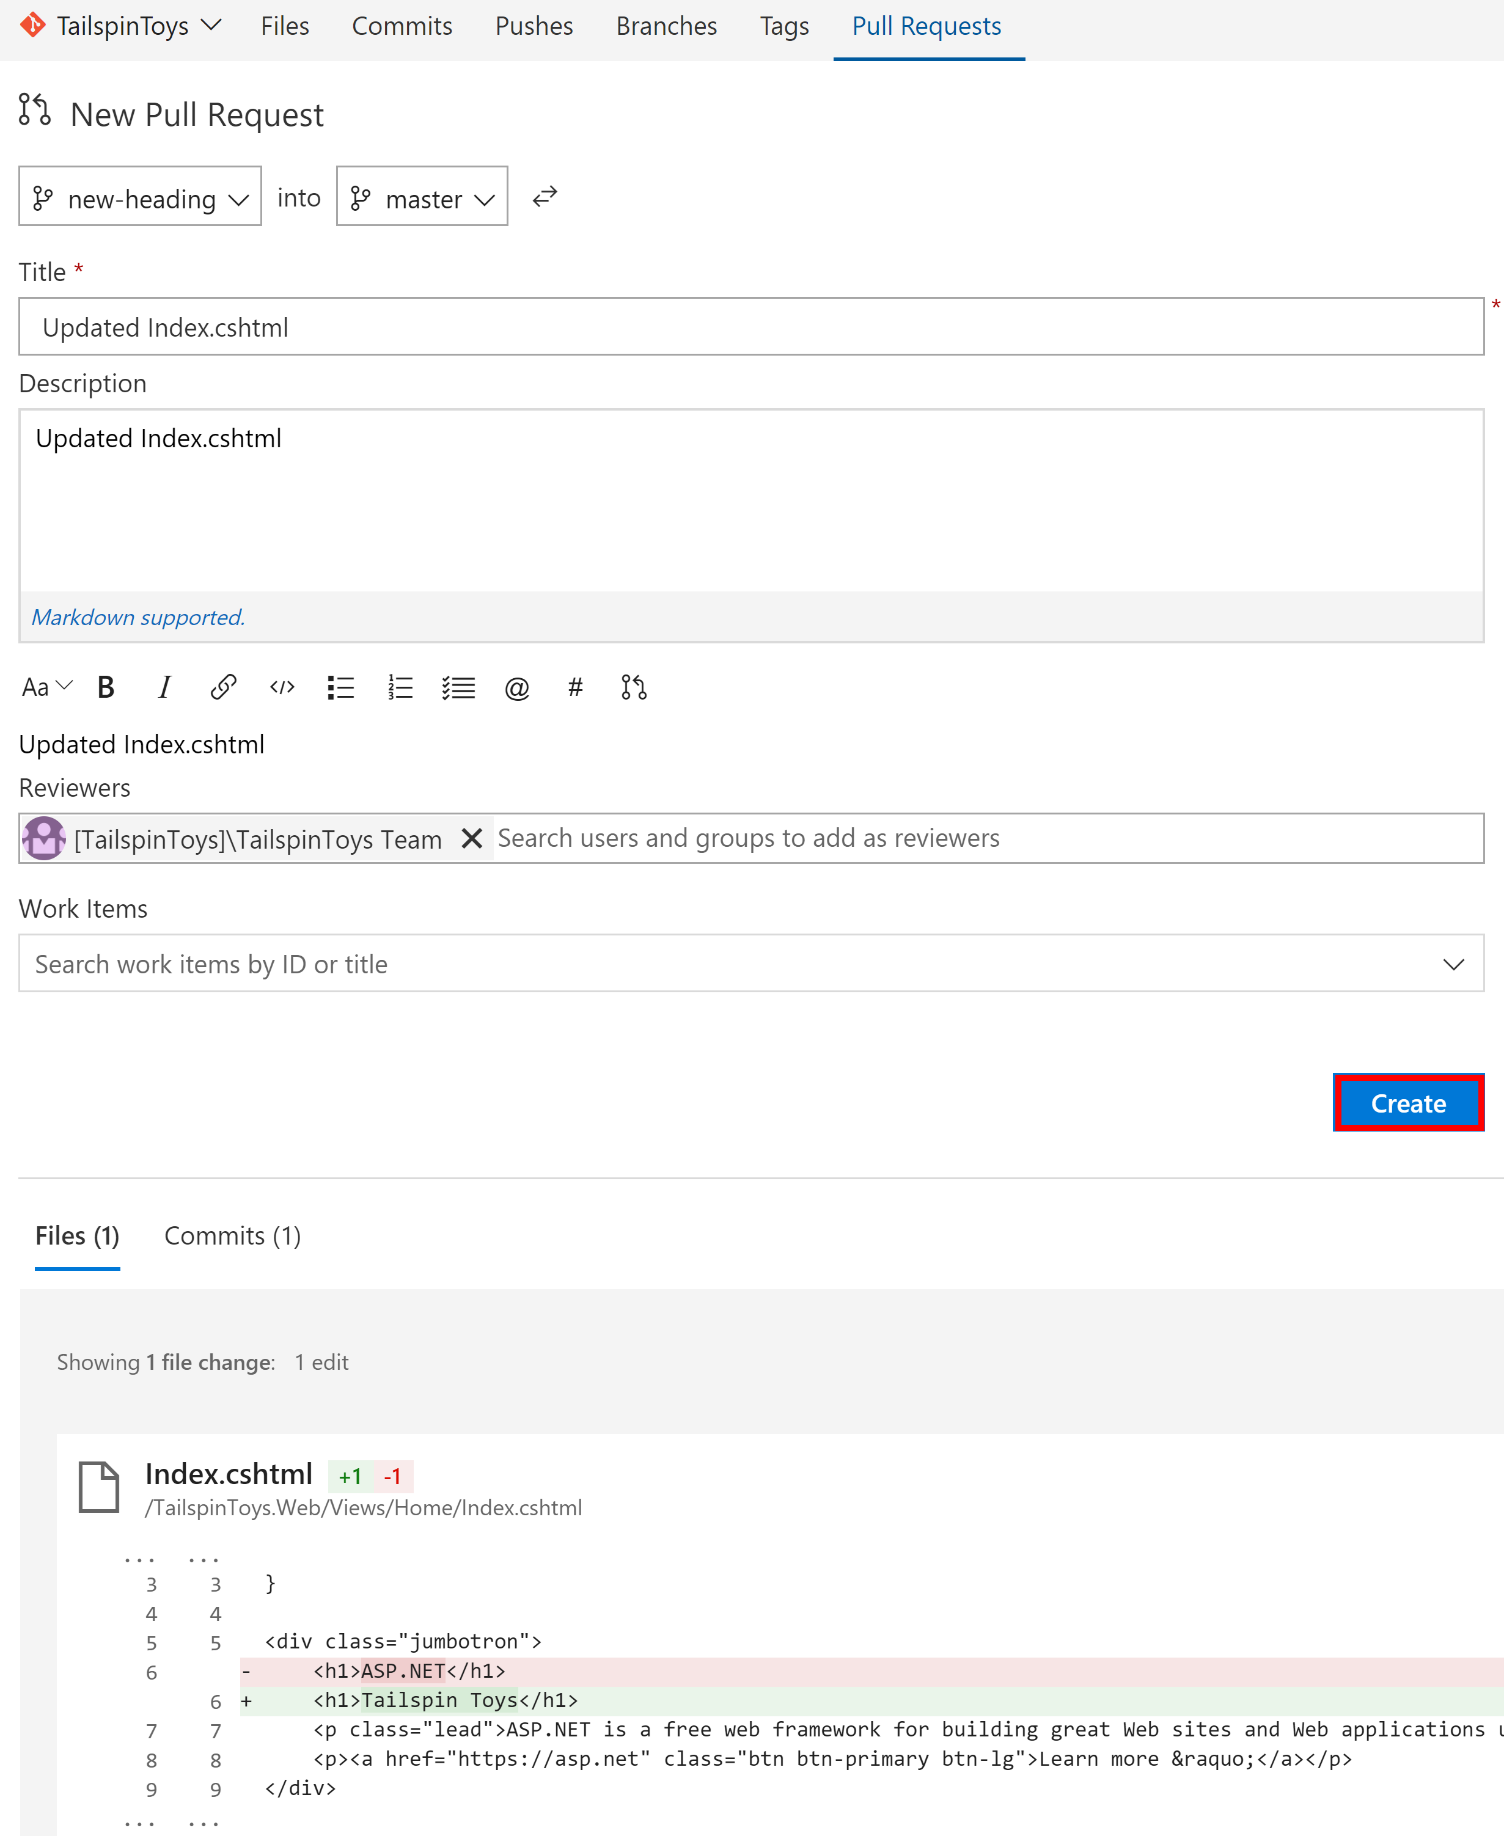 TailspinToys Files Commits Pushes Branches Tags Pull Requests
New Pull Request
new-heading into master
Title *
Updated Index.cshtml *
Description
Updated Index.cshtml
Markdown supported.
Aa B I </> @ #
Updated Index.cshtml
Reviewers
[TailspinToys]\TailspinToys Team Search users and groups to add as reviewers
Work Items
Search work items by ID or title
Create
Files (1) Commits (1)
Showing 1 file change: 1 edit
Index.cshtml +1 -1
/TailspinToys.Web/Views/Home/Index.cshtml
... ...
3 3 }
4 4
5 5 <div class="jumbotron">
6 - <h1>ASP.NET</h1>
6 + <h1>Tailspin Toys</h1>
7 7 <p class="lead">ASP.NET is a free web framework for building great Web sites and Web applications
8 8 <p><a href="https://asp.net" class="btn btn-primary btn-lg">Learn more &raquo;</a></p>
9 9 </div>
... ...